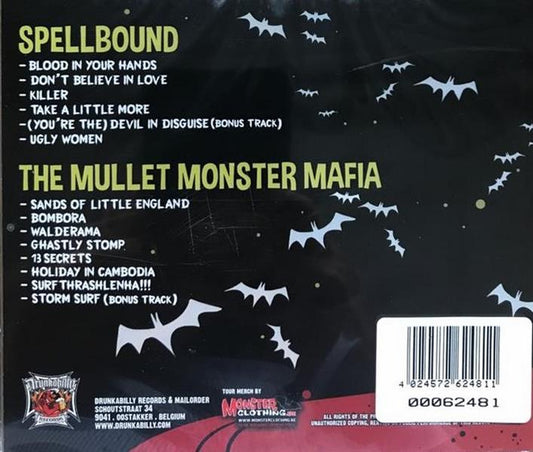 SPELLBOUND
- BLOOD IN YOUR HANDS
- DON'T BELIEVE IN LOVE
- KILLER
- TAKE A LITTLE MORE
- (YOU'RE THE) DEVIL IN DISGUISE (BONUS TRACK)
- UGLY WOMEN
THE MULLET MONSTER MAFIA
- SANDS OF LITTLE ENGLAND
- BOMBORA
- WALDERAMA
- GHASTLY STOMP
- 13 SECRETS
- HOLIDAY IN CAMBODIA
- SURFTHRASHLENHA!!!
- STORM SURF (BONUS TRACK)
Drunkabilly
DRUNKABILLY RECORDS & MAILORDER
SCHOUTSTRAAT 34
9041 . OOSTAKKER . BELGIUM
WWW.DRUNKABILLY.COM
TOUR MERCH BY
MONSTER
CLOTHING.BE
WWW.MONSTERCLOTHING.BE
ALL RIGHTS OF THE
UNAUTHORIZED COPYING,
4 024572 624811
00062481